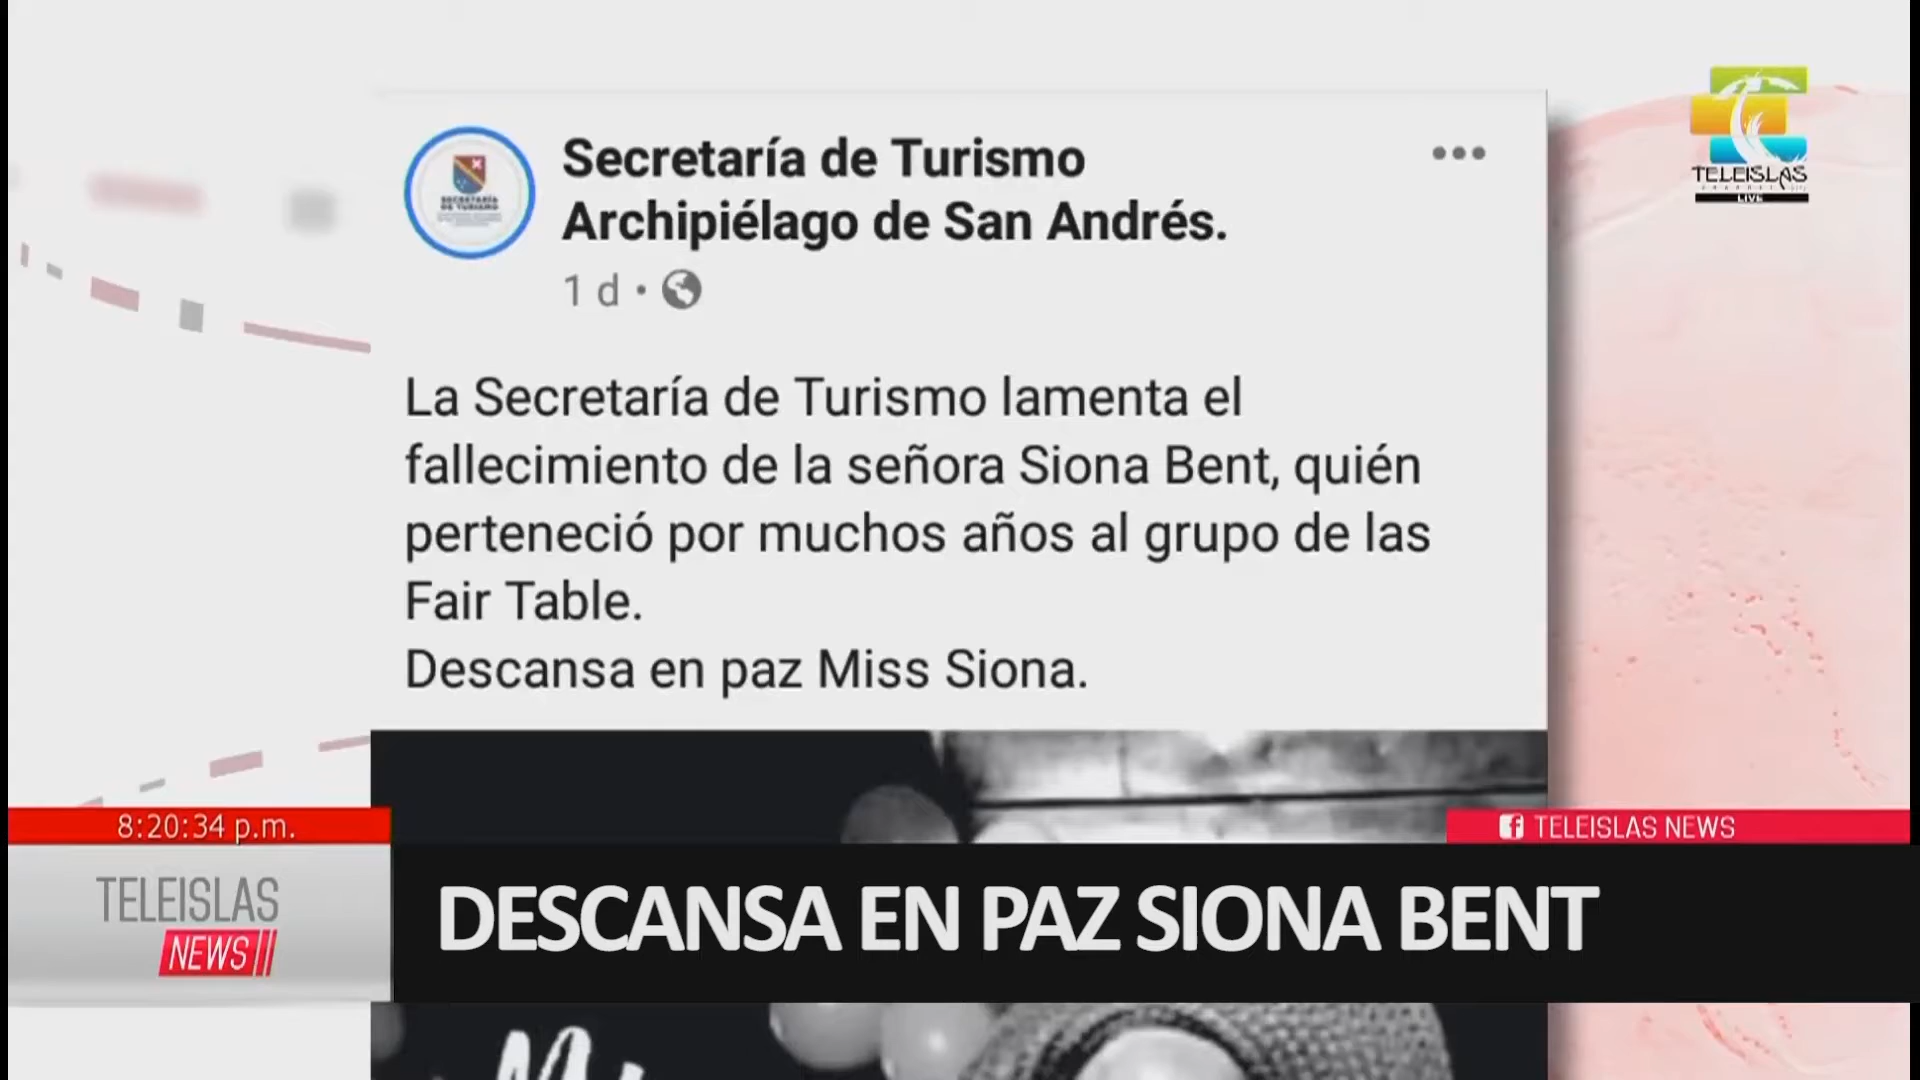 Secretaría de Turismo
Archipiélago de San Andrés.
1 d •
La Secretaría de Turismo lamenta el
fallecimiento de la señora Siona Bent, quién
perteneció por muchos años al grupo de las
Fair Table.
Descansa en paz Miss Siona.
TELEISLAS
LIVE
8:20:34 p.m.
TELEISLAS NEWS
TELEISLAS
NEWS
DESCANSA EN PAZ SIONA BENT